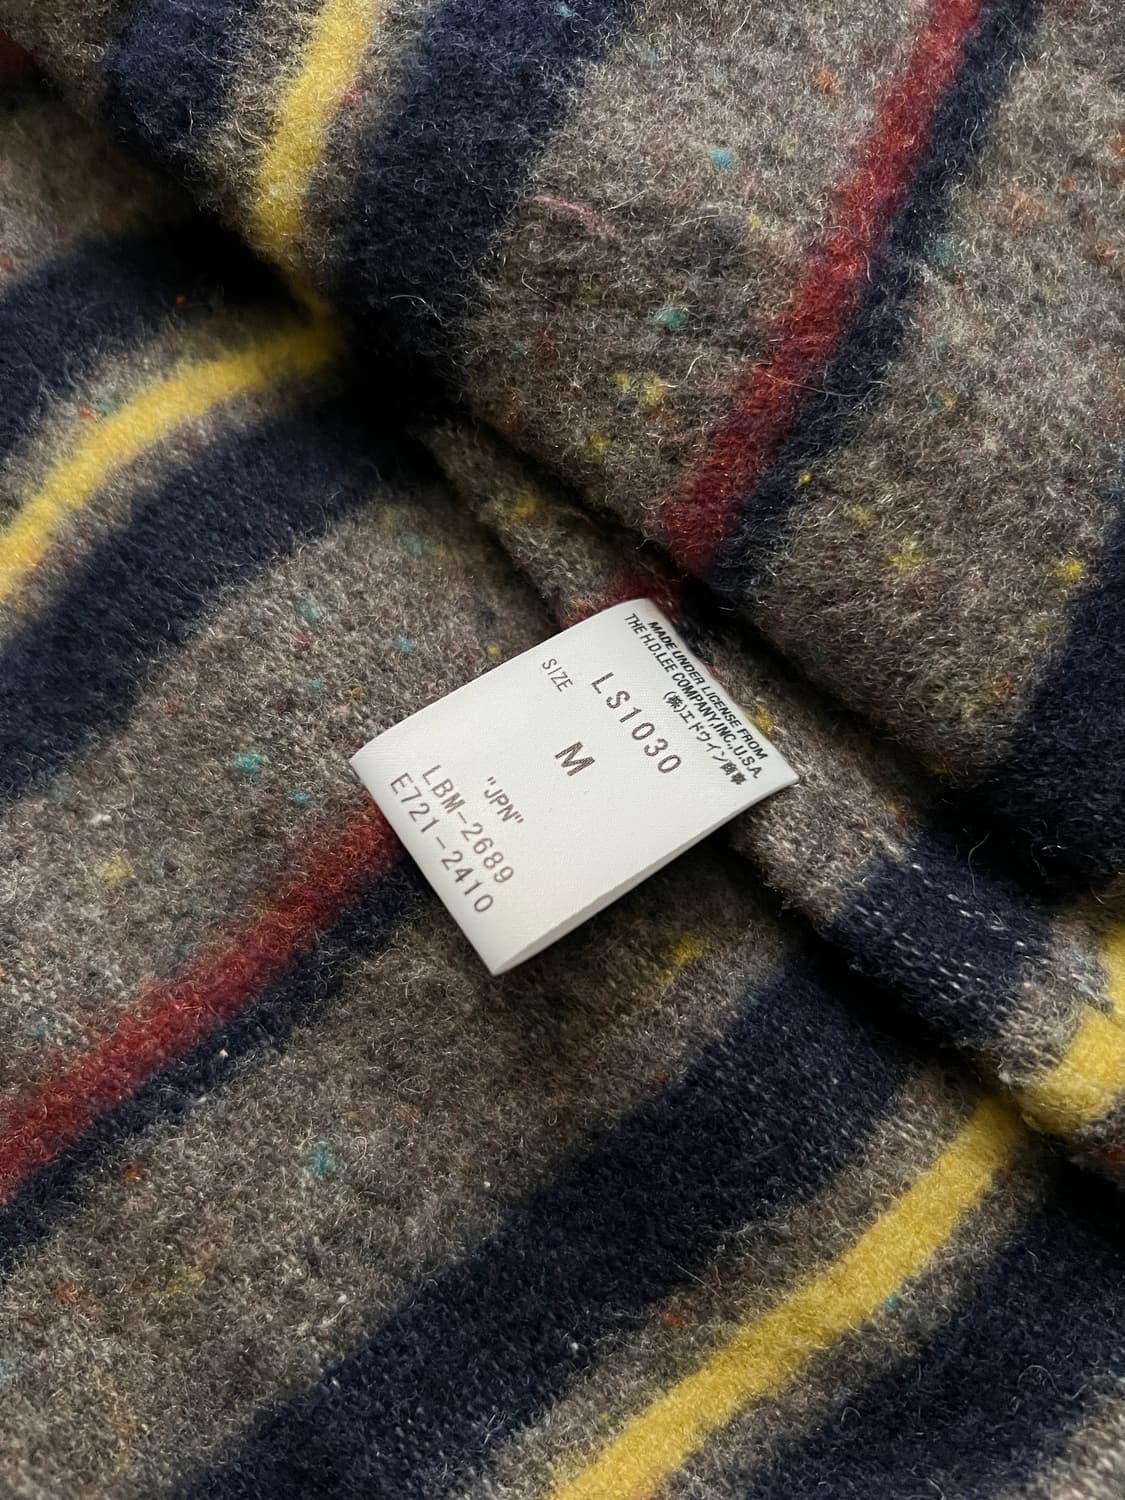 MADE UNDER LICENSE FROM
THE H.D.LEE COMPANY,INC.,U.S.A.
(株)エドウイン商事
LS1030
SIZE M
"JPN"
LBM-2689
E721-2410